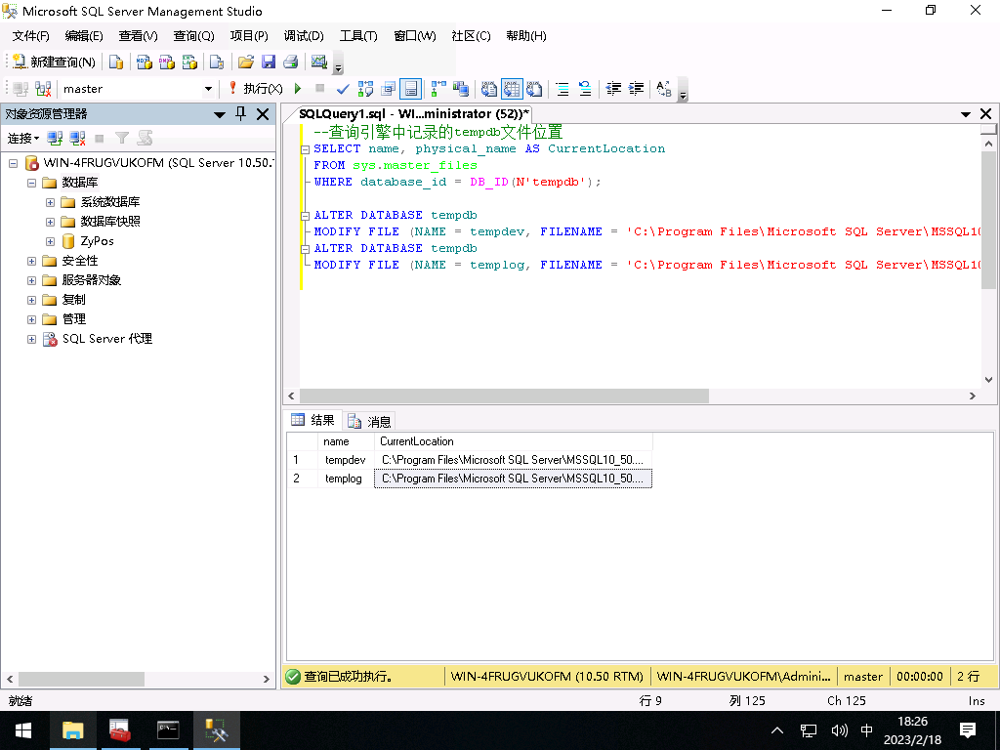 Microsoft SQL Server Management Studio
文件(F) 编辑(E) 查看(V) 查询(Q) 项目(P) 调试(D) 工具(T) 窗口(W) 社区(C) 帮助(H)
新建查询(N)
master 执行(X)
对象资源管理器
连接
WIN-4FRUGVUKOFM (SQL Server 10.50.
数据库
系统数据库
数据库快照
ZyPos
安全性
服务器对象
复制
管理
SQL Server 代理
SQLQuery1.sql - WI...ministrator (52))*
--查询引擎中记录的tempdb文件位置
SELECT name, physical_name AS CurrentLocation
FROM sys.master_files
WHERE database_id = DB_ID(N'tempdb');
ALTER DATABASE tempdb
MODIFY FILE (NAME = tempdev, FILENAME = 'C:\Program Files\Microsoft SQL Server\MSSQL10
ALTER DATABASE tempdb
MODIFY FILE (NAME = templog, FILENAME = 'C:\Program Files\Microsoft SQL Server\MSSQL10
结果 消息
name CurrentLocation
1 tempdev C:\Program Files\Microsoft SQL Server\MSSQL10_50....
2 templog C:\Program Files\Microsoft SQL Server\MSSQL10_50....
查询已成功执行。 WIN-4FRUGVUKOFM (10.50 RTM) WIN-4FRUGVUKOFM\Admini... master 00:00:00 2 行
就绪 行 9 列 125 Ch 125 Ins
中
18:26
2023/2/18